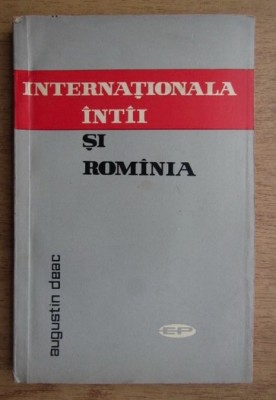 INTERNAȚIONALA
ÎNTÎI
ȘI
ROMÎNIA
augustin deac
EP